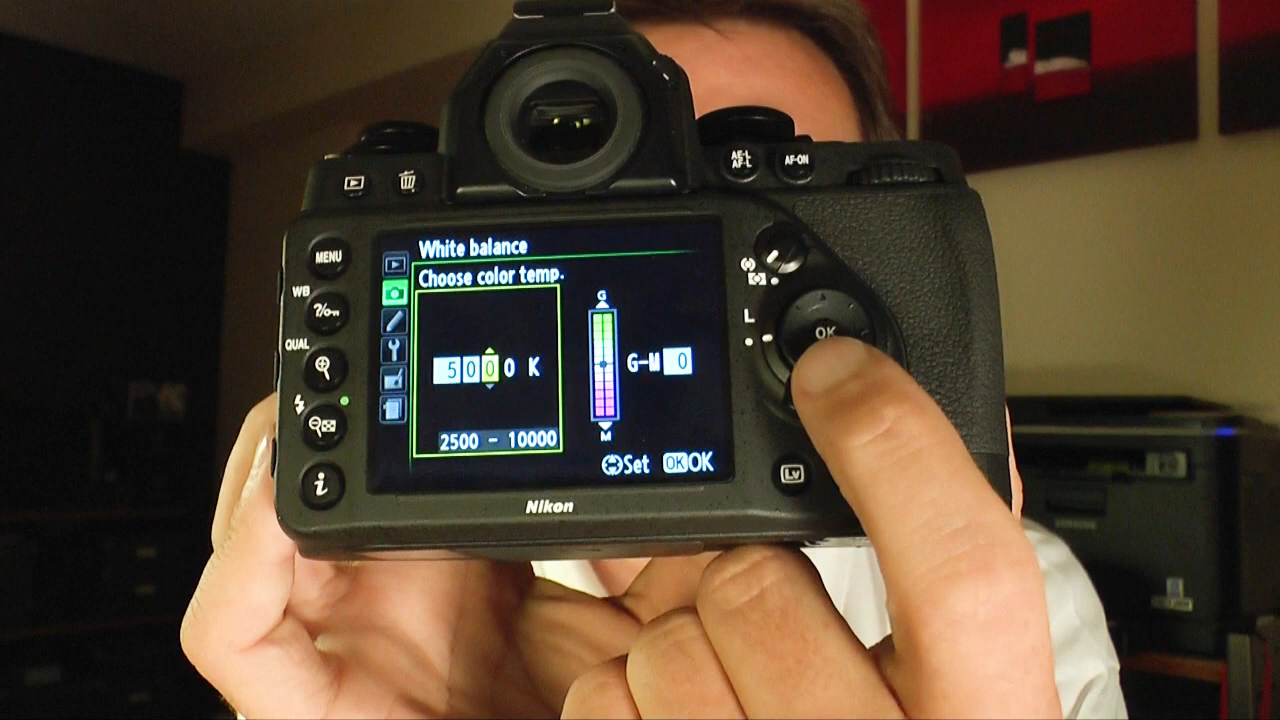 AE-L
AF-L
AF-ON
MENU
WB
QUAL
White balance
Choose color temp.
5000 K
2500 - 10000
G
G-M 0
M
Set OK OK
L
OK
i
Lv
Nikon
SAMSUNG